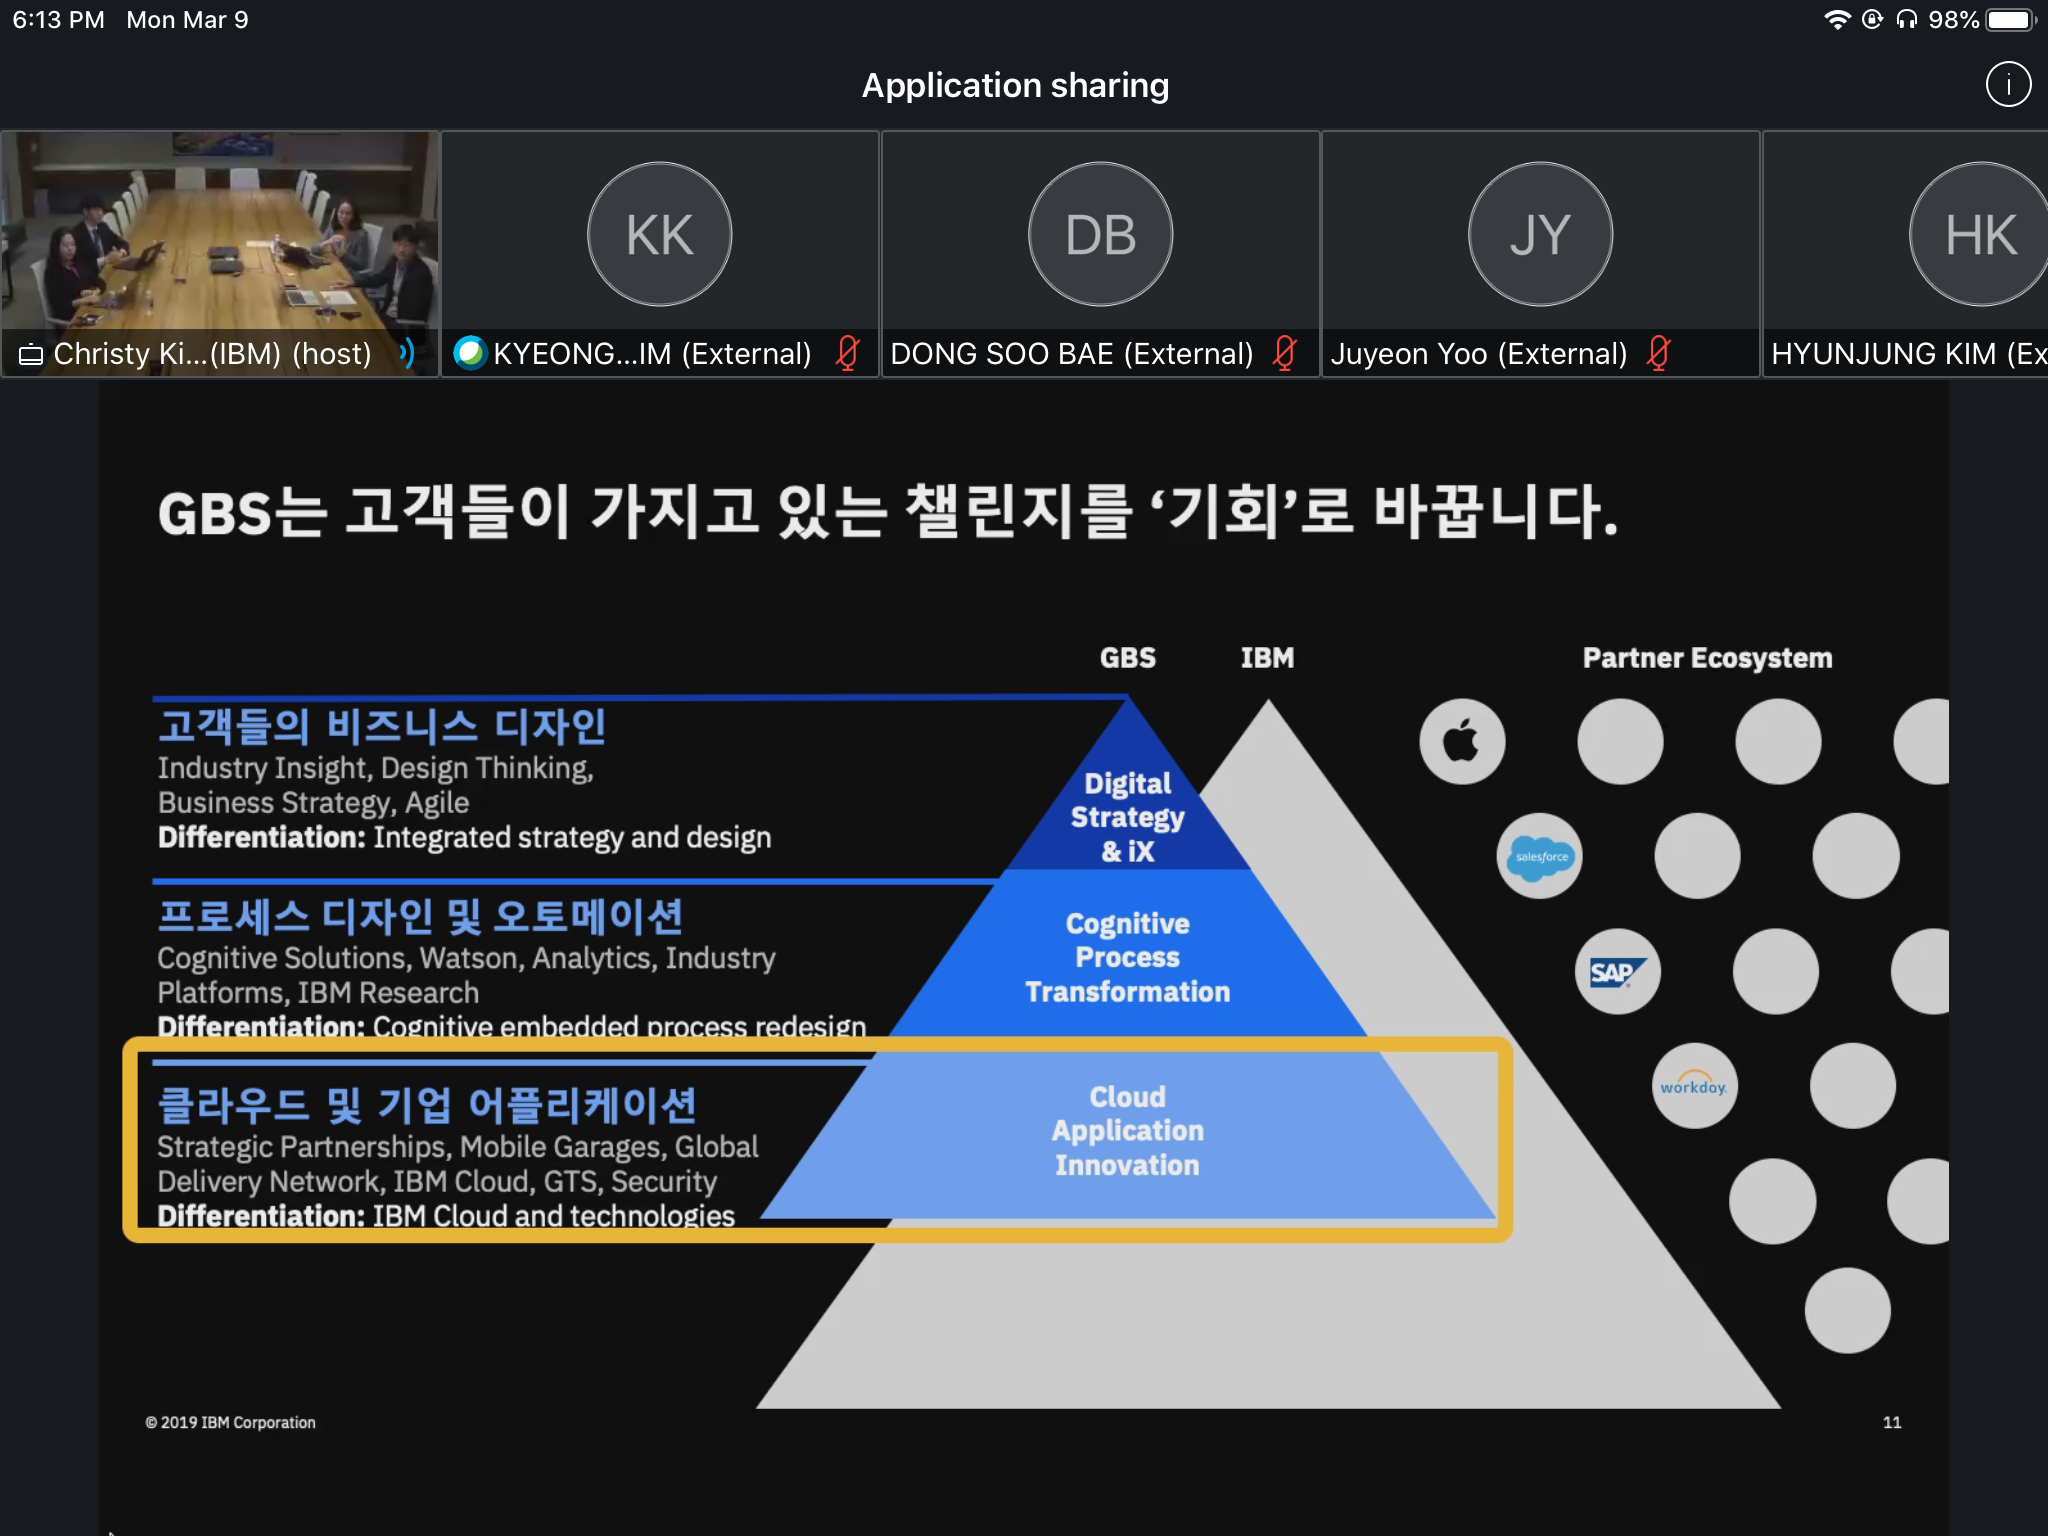 6:13 PM Mon Mar 9
98%
Application sharing
KK
DB
JY
HK
Christy Ki...(IBM) (host)
KYEONG...IM (External)
DONG SOO BAE (External)
Juyeon Yoo (External)
HYUNJUNG KIM (Ex
GBS는 고객들이 가지고 있는 챌린지를 ‘기회’로 바꿉니다.
GBS
IBM
Partner Ecosystem
고객들의 비즈니스 디자인
Industry Insight, Design Thinking,
Business Strategy, Agile
Differentiation: Integrated strategy and design
Digital
Strategy
& iX
salesforce
프로세스 디자인 및 오토메이션
Cognitive Solutions, Watson, Analytics, Industry
Platforms, IBM Research
Differentiation: Cognitive embedded process redesign
Cognitive
Process
Transformation
SAP
클라우드 및 기업 어플리케이션
Strategic Partnerships, Mobile Garages, Global
Delivery Network, IBM Cloud, GTS, Security
Differentiation: IBM Cloud and technologies
Cloud
Application
Innovation
workday.
© 2019 IBM Corporation
11